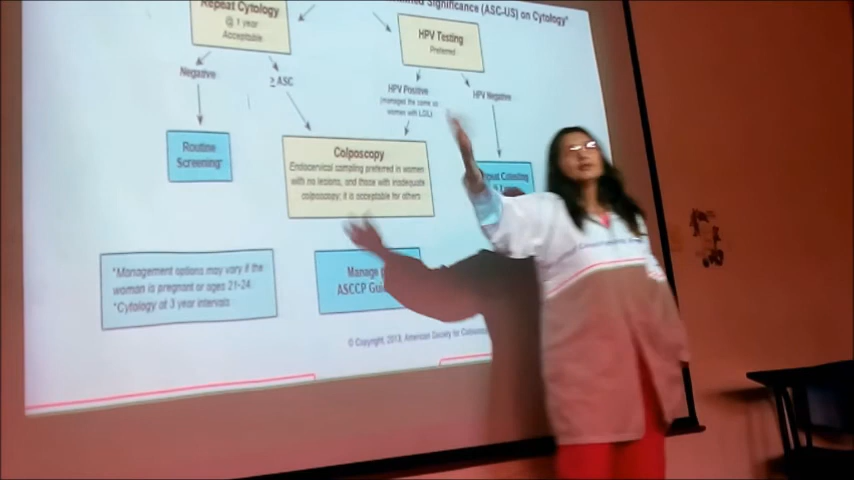 Significance (ASC-US) on Cytology*
Repeat Cytology
@ 1 year
Acceptable
HPV Testing
Preferred
Negative
≥ ASC
HPV Positive
(managed the same as
women with LSIL)
HPV Negative
Routine
Screening
Colposcopy
Endocervical sampling preferred in women
with no lesions, and those with inadequate
colposcopy; it is acceptable for others
*Management options may vary if the
woman is pregnant or ages 21-24.
*Cytology at 3 year intervals
Manage
ASCCP
© Copyright, 2013, American Society for